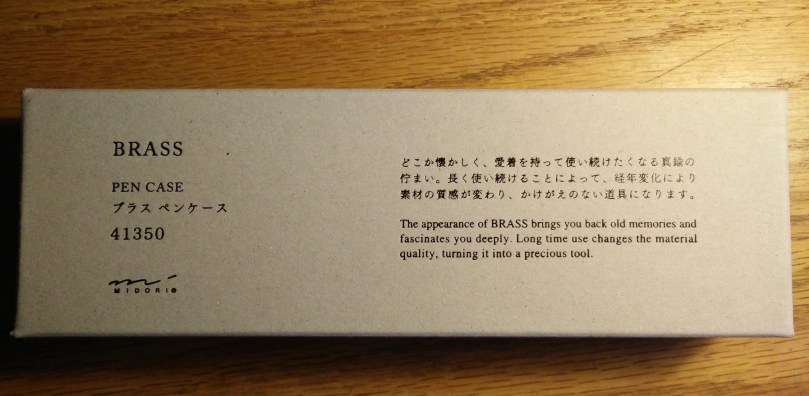 BRASS
PEN CASE
ブラス ペンケース
41350
MIDORI®
どこか懐かしく、愛着を持って使い続けたくなる真鍮の
佇まい。長く使い続けることによって、経年変化により
素材の質感が変わり、かけがえのない道具になります。
The appearance of BRASS brings you back old memories and
fascinates you deeply. Long time use changes the material
quality, turning it into a precious tool.